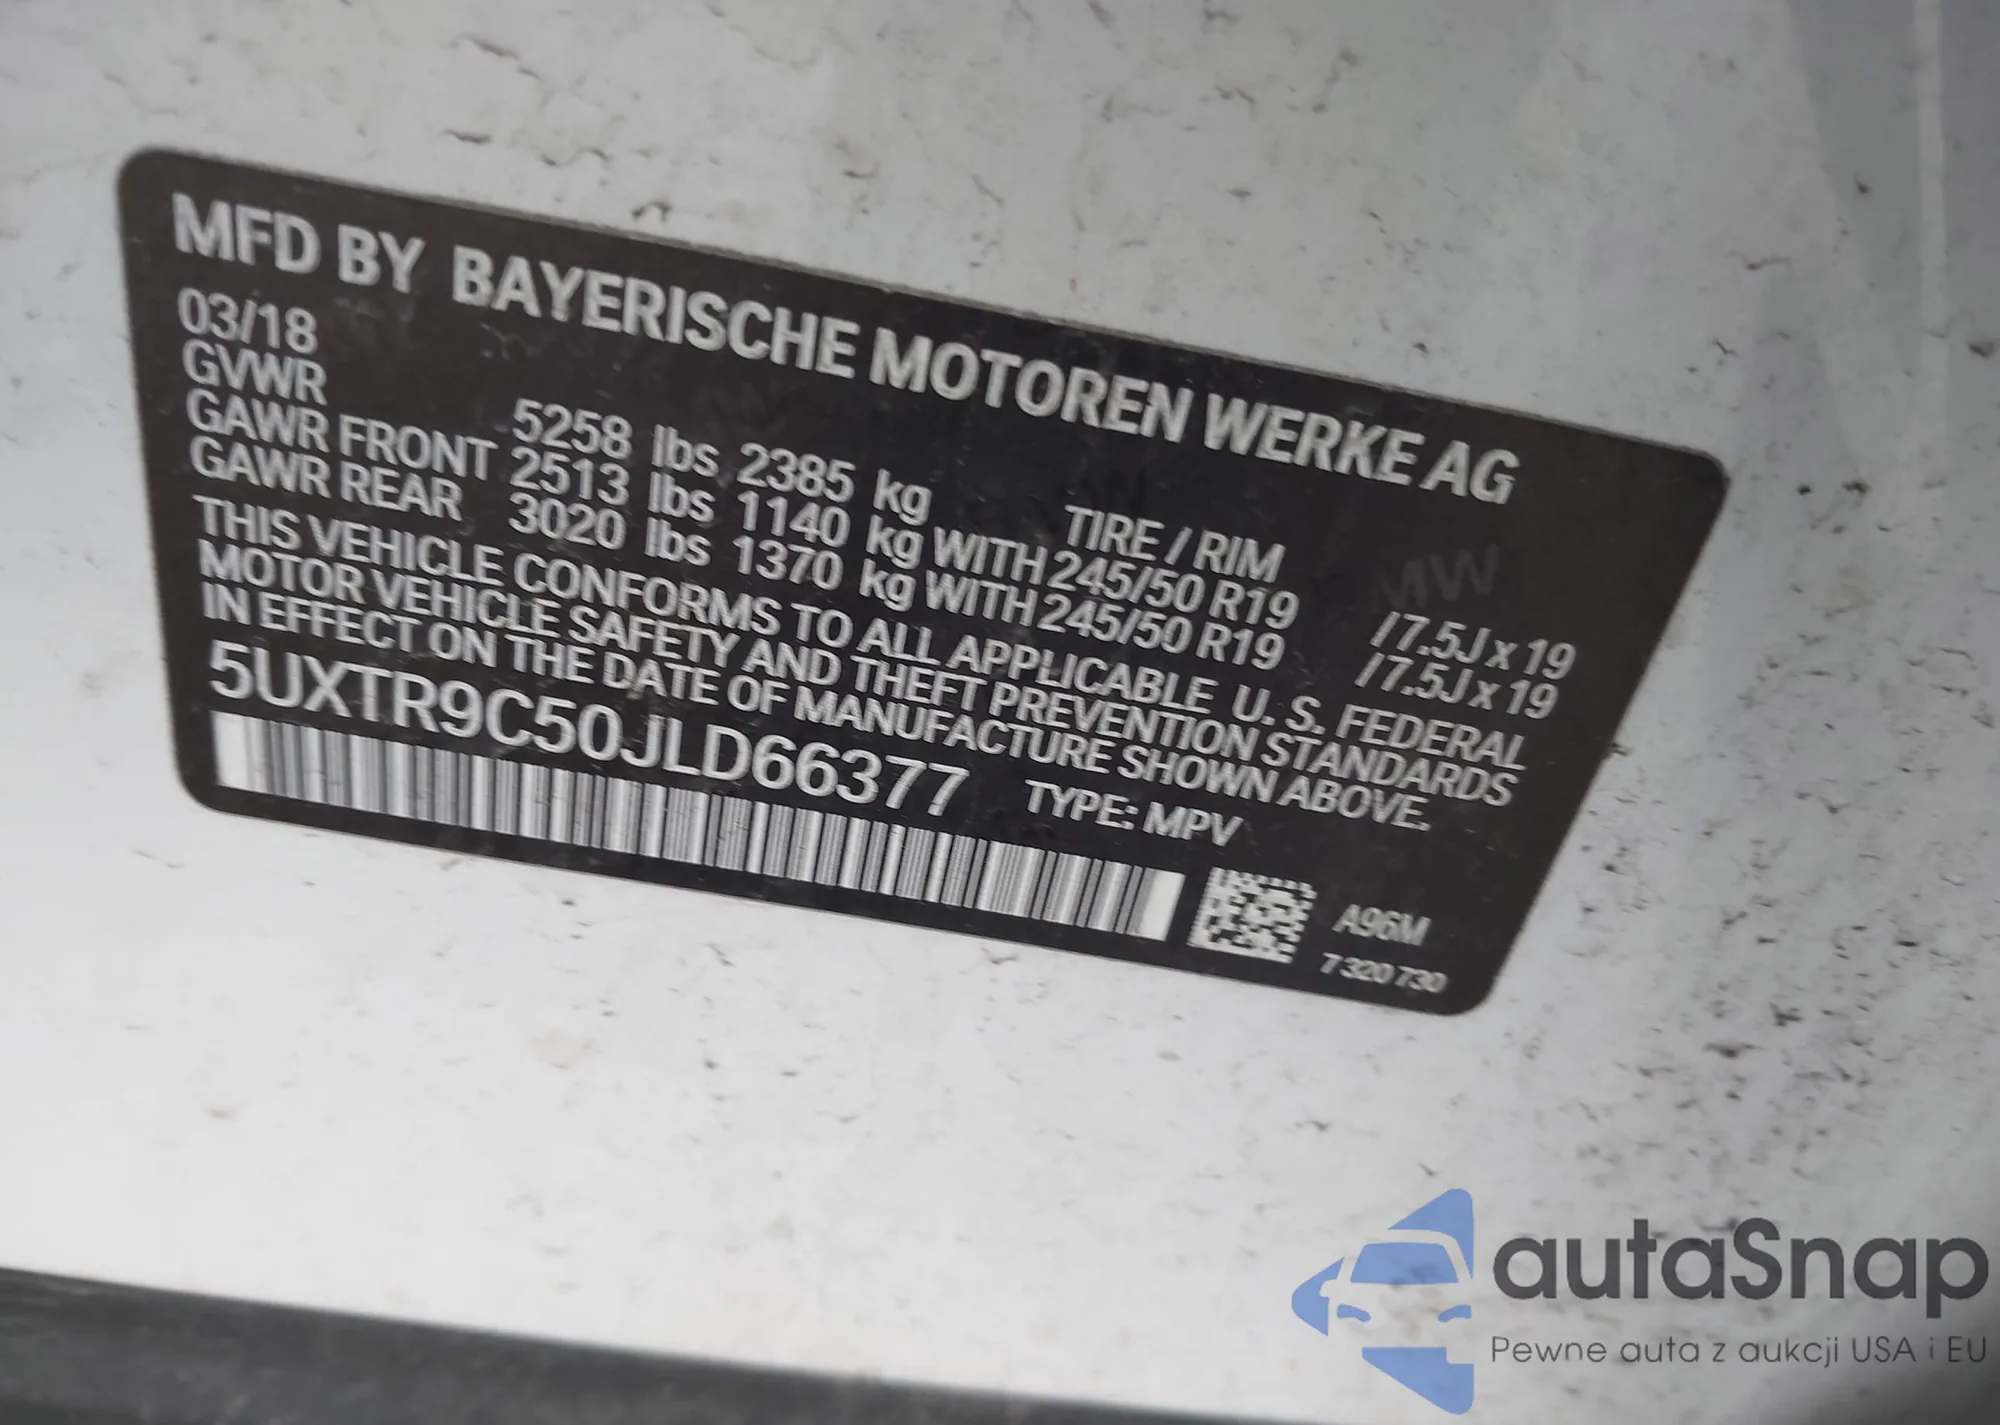 MFD BY BAYERISCHE MOTOREN WERKE AG
03/18
GVWR 5258 lbs 2385 kg TIRE / RIM
GAWR FRONT 2513 lbs 1140 kg WITH 245/50 R19 /7.5J x 19
GAWR REAR 3020 lbs 1370 kg WITH 245/50 R19 /7.5J x 19
THIS VEHICLE CONFORMS TO ALL APPLICABLE U. S. FEDERAL
MOTOR VEHICLE SAFETY AND THEFT PREVENTION STANDARDS
IN EFFECT ON THE DATE OF MANUFACTURE SHOWN ABOVE.
5UXTR9C50JLD66377 TYPE: MPV
A96M
7 320 730
autaSnap
Pewne auta z aukcji USA i EU